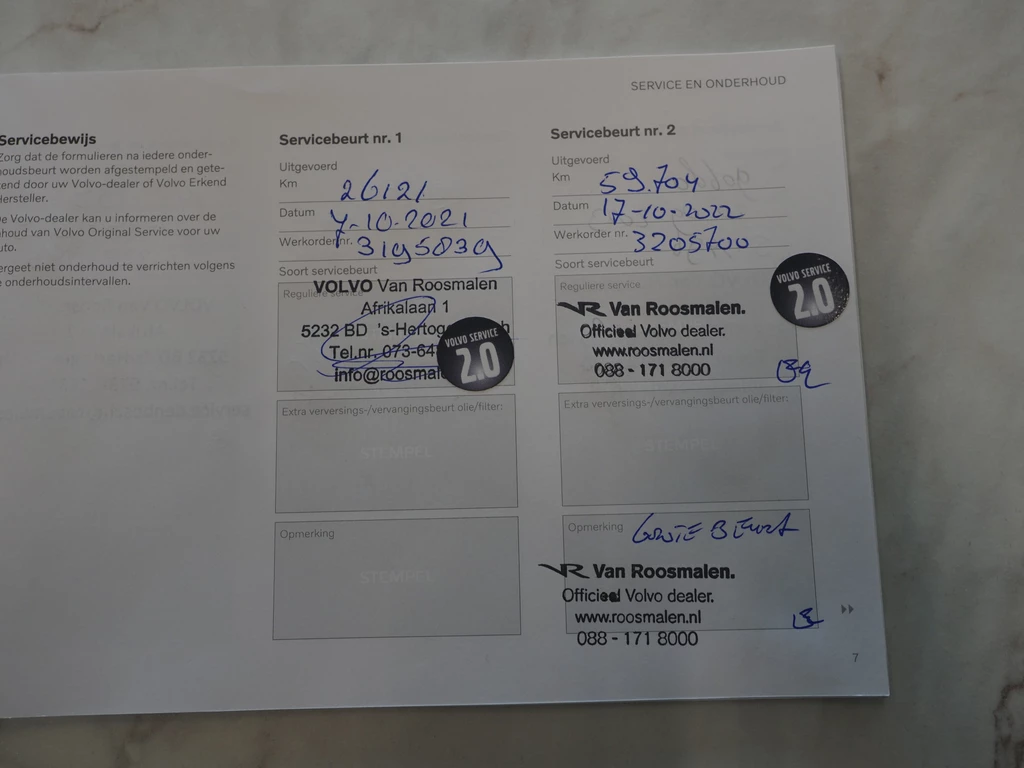 SERVICE EN ONDERHOUD
Servicebewijs
Zorg dat de formulieren na iedere onder-
houdsbeurt worden afgestempeld en gete-
kend door uw Volvo-dealer of Volvo Erkend
Hersteller.
De Volvo-dealer kan u informeren over de
inhoud van Volvo Original Service voor uw
auto.
Vergeet niet onderhoud te verrichten volgens
de onderhoudsintervallen.
Servicebeurt nr. 1
Uitgevoerd
Km 26121
Datum 7-10-2021
Werkorder nr. 3195839
Soort servicebeurt
Reguliere service
VOLVO Van Roosmalen
Afrikalaan 1
5232 BD 's-Hertog
Tel.nr. 073-64
info@roosmale
VOLVO SERVICE
2.0
Extra verversings-/vervangingsbeurt olie/filter:
STEMPEL
Opmerking
STEMPEL
Servicebeurt nr. 2
Uitgevoerd
Km 59.704
Datum 17-10-2022
Werkorder nr. 3205700
Soort servicebeurt
Reguliere service
VR Van Roosmalen.
Officieel Volvo dealer.
www.roosmalen.nl
088 - 171 8000
VOLVO SERVICE
2.0
Extra verversings-/vervangingsbeurt olie/filter:
STEMPEL
Opmerking GROTE BEURT
VR Van Roosmalen.
Officieel Volvo dealer.
www.roosmalen.nl
088 - 171 8000
7